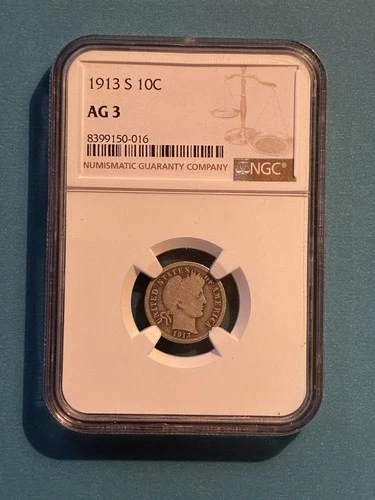 1913 S 10C
AG 3
8399150-016
NUMISMATIC GUARANTY COMPANY
NGC®
UNITED STATES OF AMERICA
1913